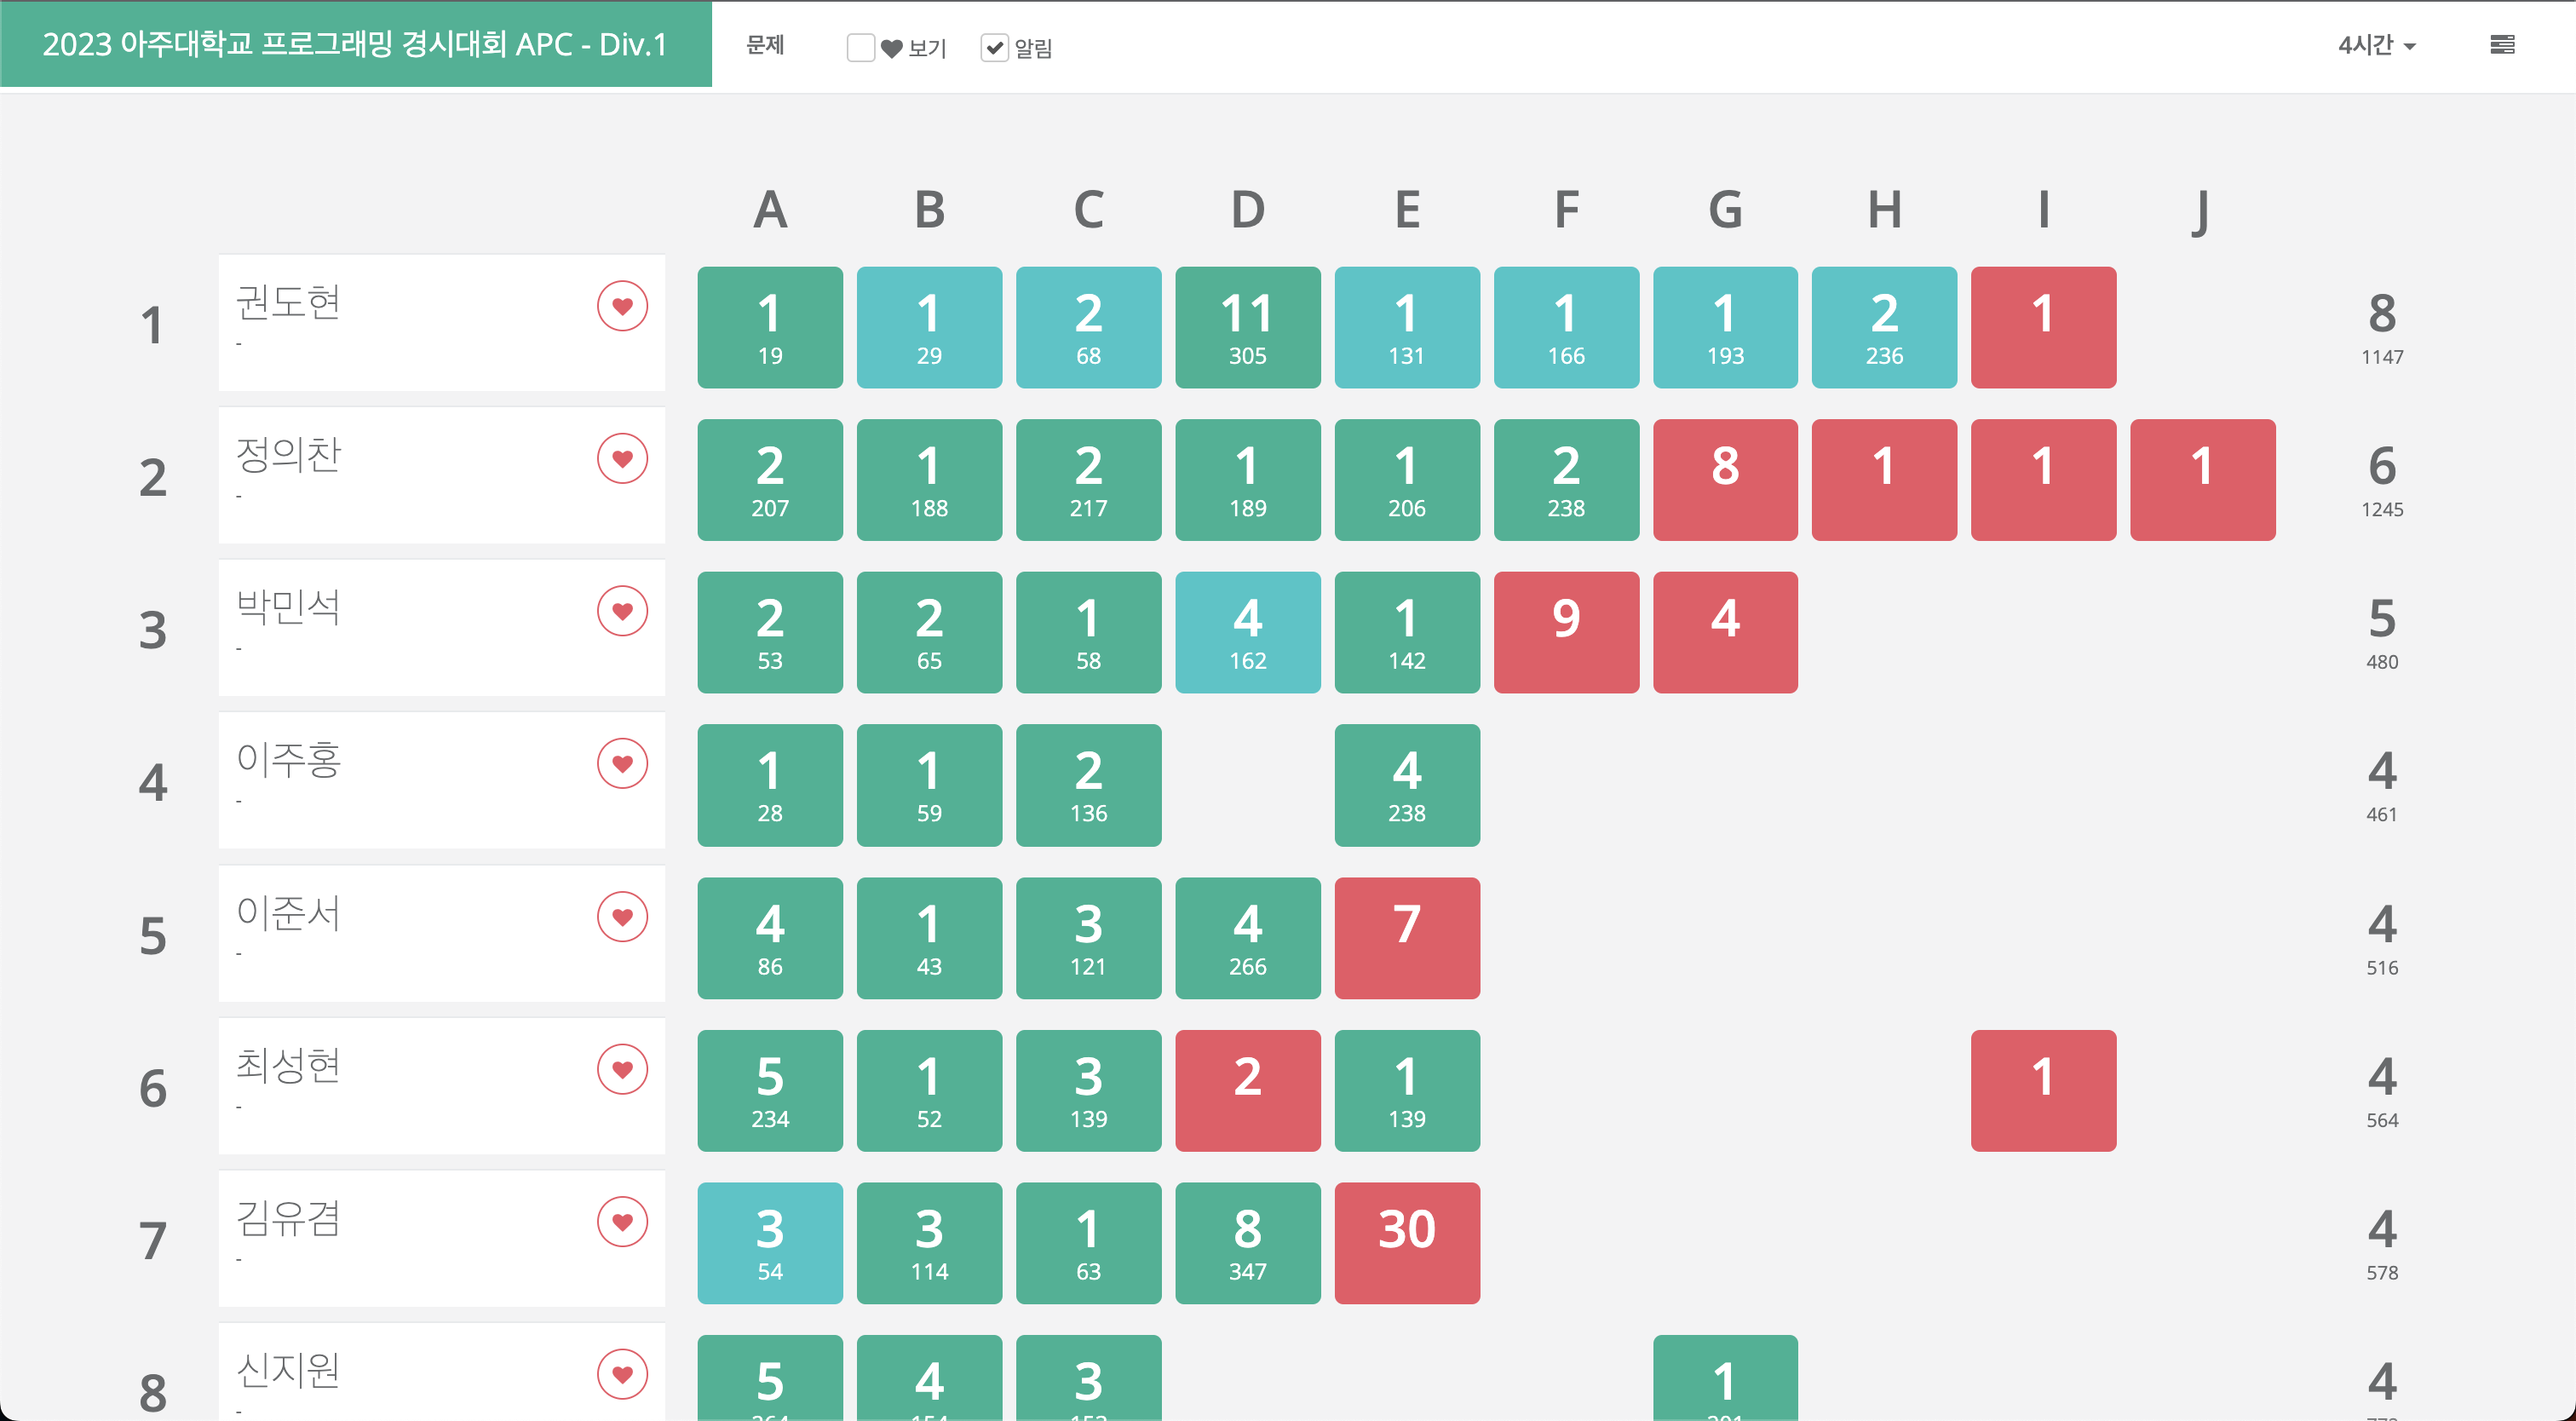 2023 아주대학교 프로그래밍 경시대회 APC - Div.1 문제 보기 알림 4시간
A B C D E F G H I J
1 권도현 1 1 2 11 1 1 1 2 1 8
- 19 29 68 305 131 166 193 236 1147
2 정의찬 2 1 2 1 1 2 8 1 1 1 6
- 207 188 217 189 206 238 1245
3 박민석 2 2 1 4 1 9 4 5
- 53 65 58 162 142 480
4 이주홍 1 1 2 4 4
- 28 59 136 238 461
5 이준서 4 1 3 4 7 4
- 86 43 121 266 516
6 최성현 5 1 3 2 1 1 4
- 234 52 139 139 564
7 김유겸 3 3 1 8 30 4
- 54 114 63 347 578
8 신지원 5 4 3 1 4
-